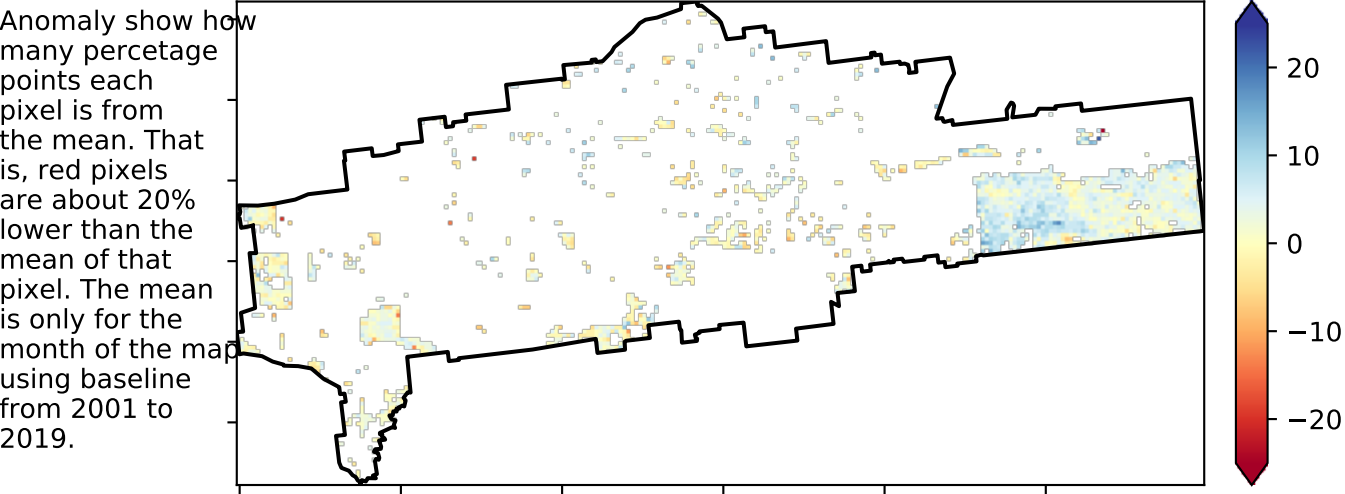 Anomaly show how
many percetage
points each
pixel is from
the mean. That
is, red pixels
are about 20%
lower than the
mean of that
pixel. The mean
is only for the
month of the map
using baseline
from 2001 to
2019.
20
10
0
−10
−20